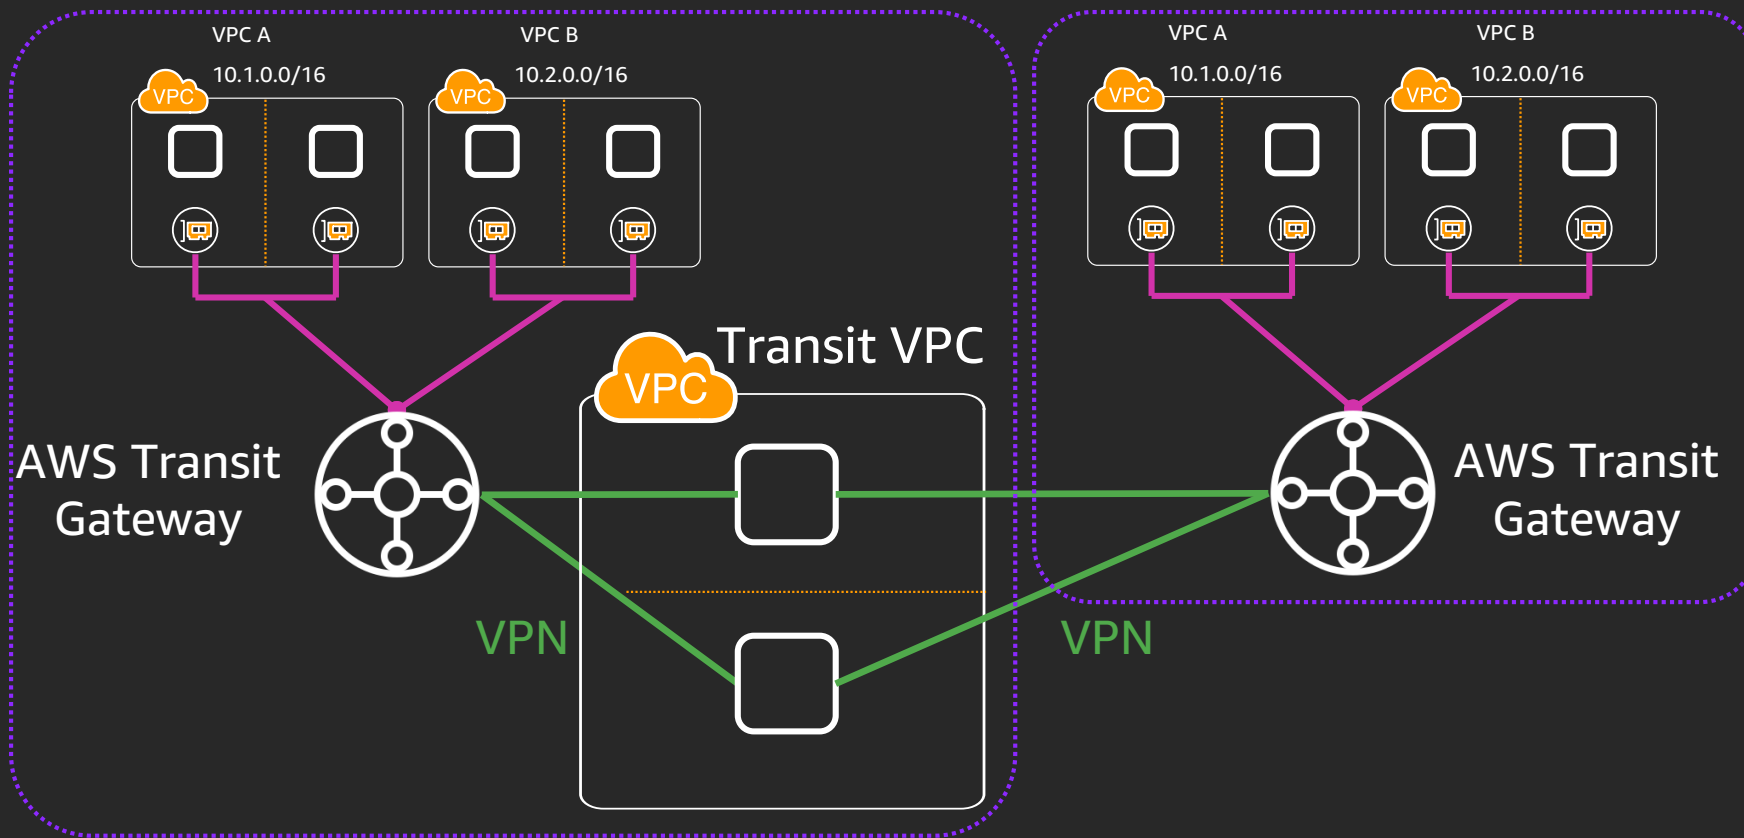 VPC A
VPC B
10.1.0.0/16
10.2.0.0/16
VPC
VPC
Transit VPC
VPC
AWS Transit
Gateway
VPN
VPC A
VPC B
10.1.0.0/16
10.2.0.0/16
VPC
VPC
AWS Transit
Gateway
VPN